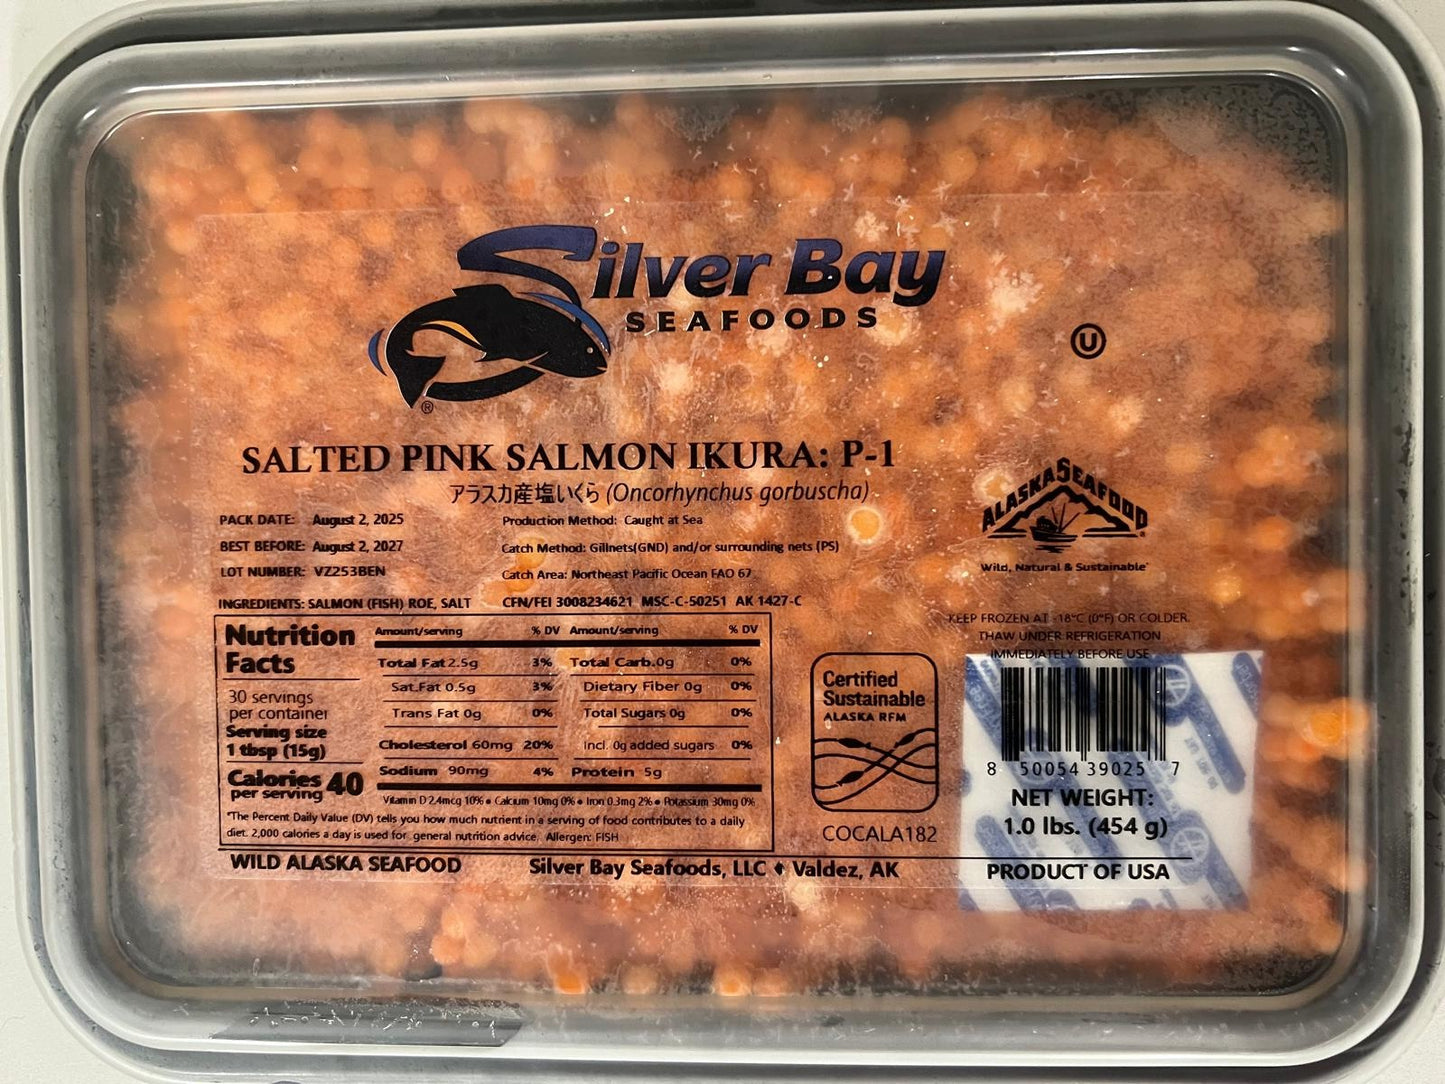 Silver Bay
SEAFOODS
®
U
SALTED PINK SALMON IKURA: P-1
アラスカ産塩いくら (Oncorhynchus gorbuscha)
PACK DATE: August 2, 2025
BEST BEFORE: August 2, 2027
LOT NUMBER: VZ253BEN
Production Method: Caught at Sea
Catch Method: Gillnets(GND) and/or surrounding nets (PS)
Catch Area: Northeast Pacific Ocean FAO 67
INGREDIENTS: SALMON (FISH) ROE, SALT
CFN/FEI 3008234621 MSC-C-50251 AK 1427-C
ALASKA SEAFOOD
Wild, Natural & Sustainable®
KEEP FROZEN AT -18°C (0°F) OR COLDER.
THAW UNDER REFRIGERATION
IMMEDIATELY BEFORE USE
Nutrition
Facts
30 servings
per container
Serving size
1 tbsp (15g)
Calories 40
per serving
Amount/serving % DV Amount/serving % DV
Total Fat 2.5g 3% Total Carb. 0g 0%
Sat.Fat 0.5g 3% Dietary Fiber 0g 0%
Trans Fat 0g 0% Total Sugars 0g 0%
Cholesterol 60mg 20% incl. 0g added sugars 0%
Sodium 90mg 4% Protein 5g
Vitamin D 2.4mcg 10% • Calcium 10mg 0% • Iron 0.3mg 2% • Potassium 30mg 0%
*The Percent Daily Value (DV) tells you how much nutrient in a serving of food contributes to a daily
diet. 2,000 calories a day is used for general nutrition advice. Allergen: FISH
Certified
Sustainable
ALASKA RFM
COCALA182
8 50054 39025 7
NET WEIGHT:
1.0 lbs. (454 g)
WILD ALASKA SEAFOOD
Silver Bay Seafoods, LLC ♦ Valdez, AK
PRODUCT OF USA